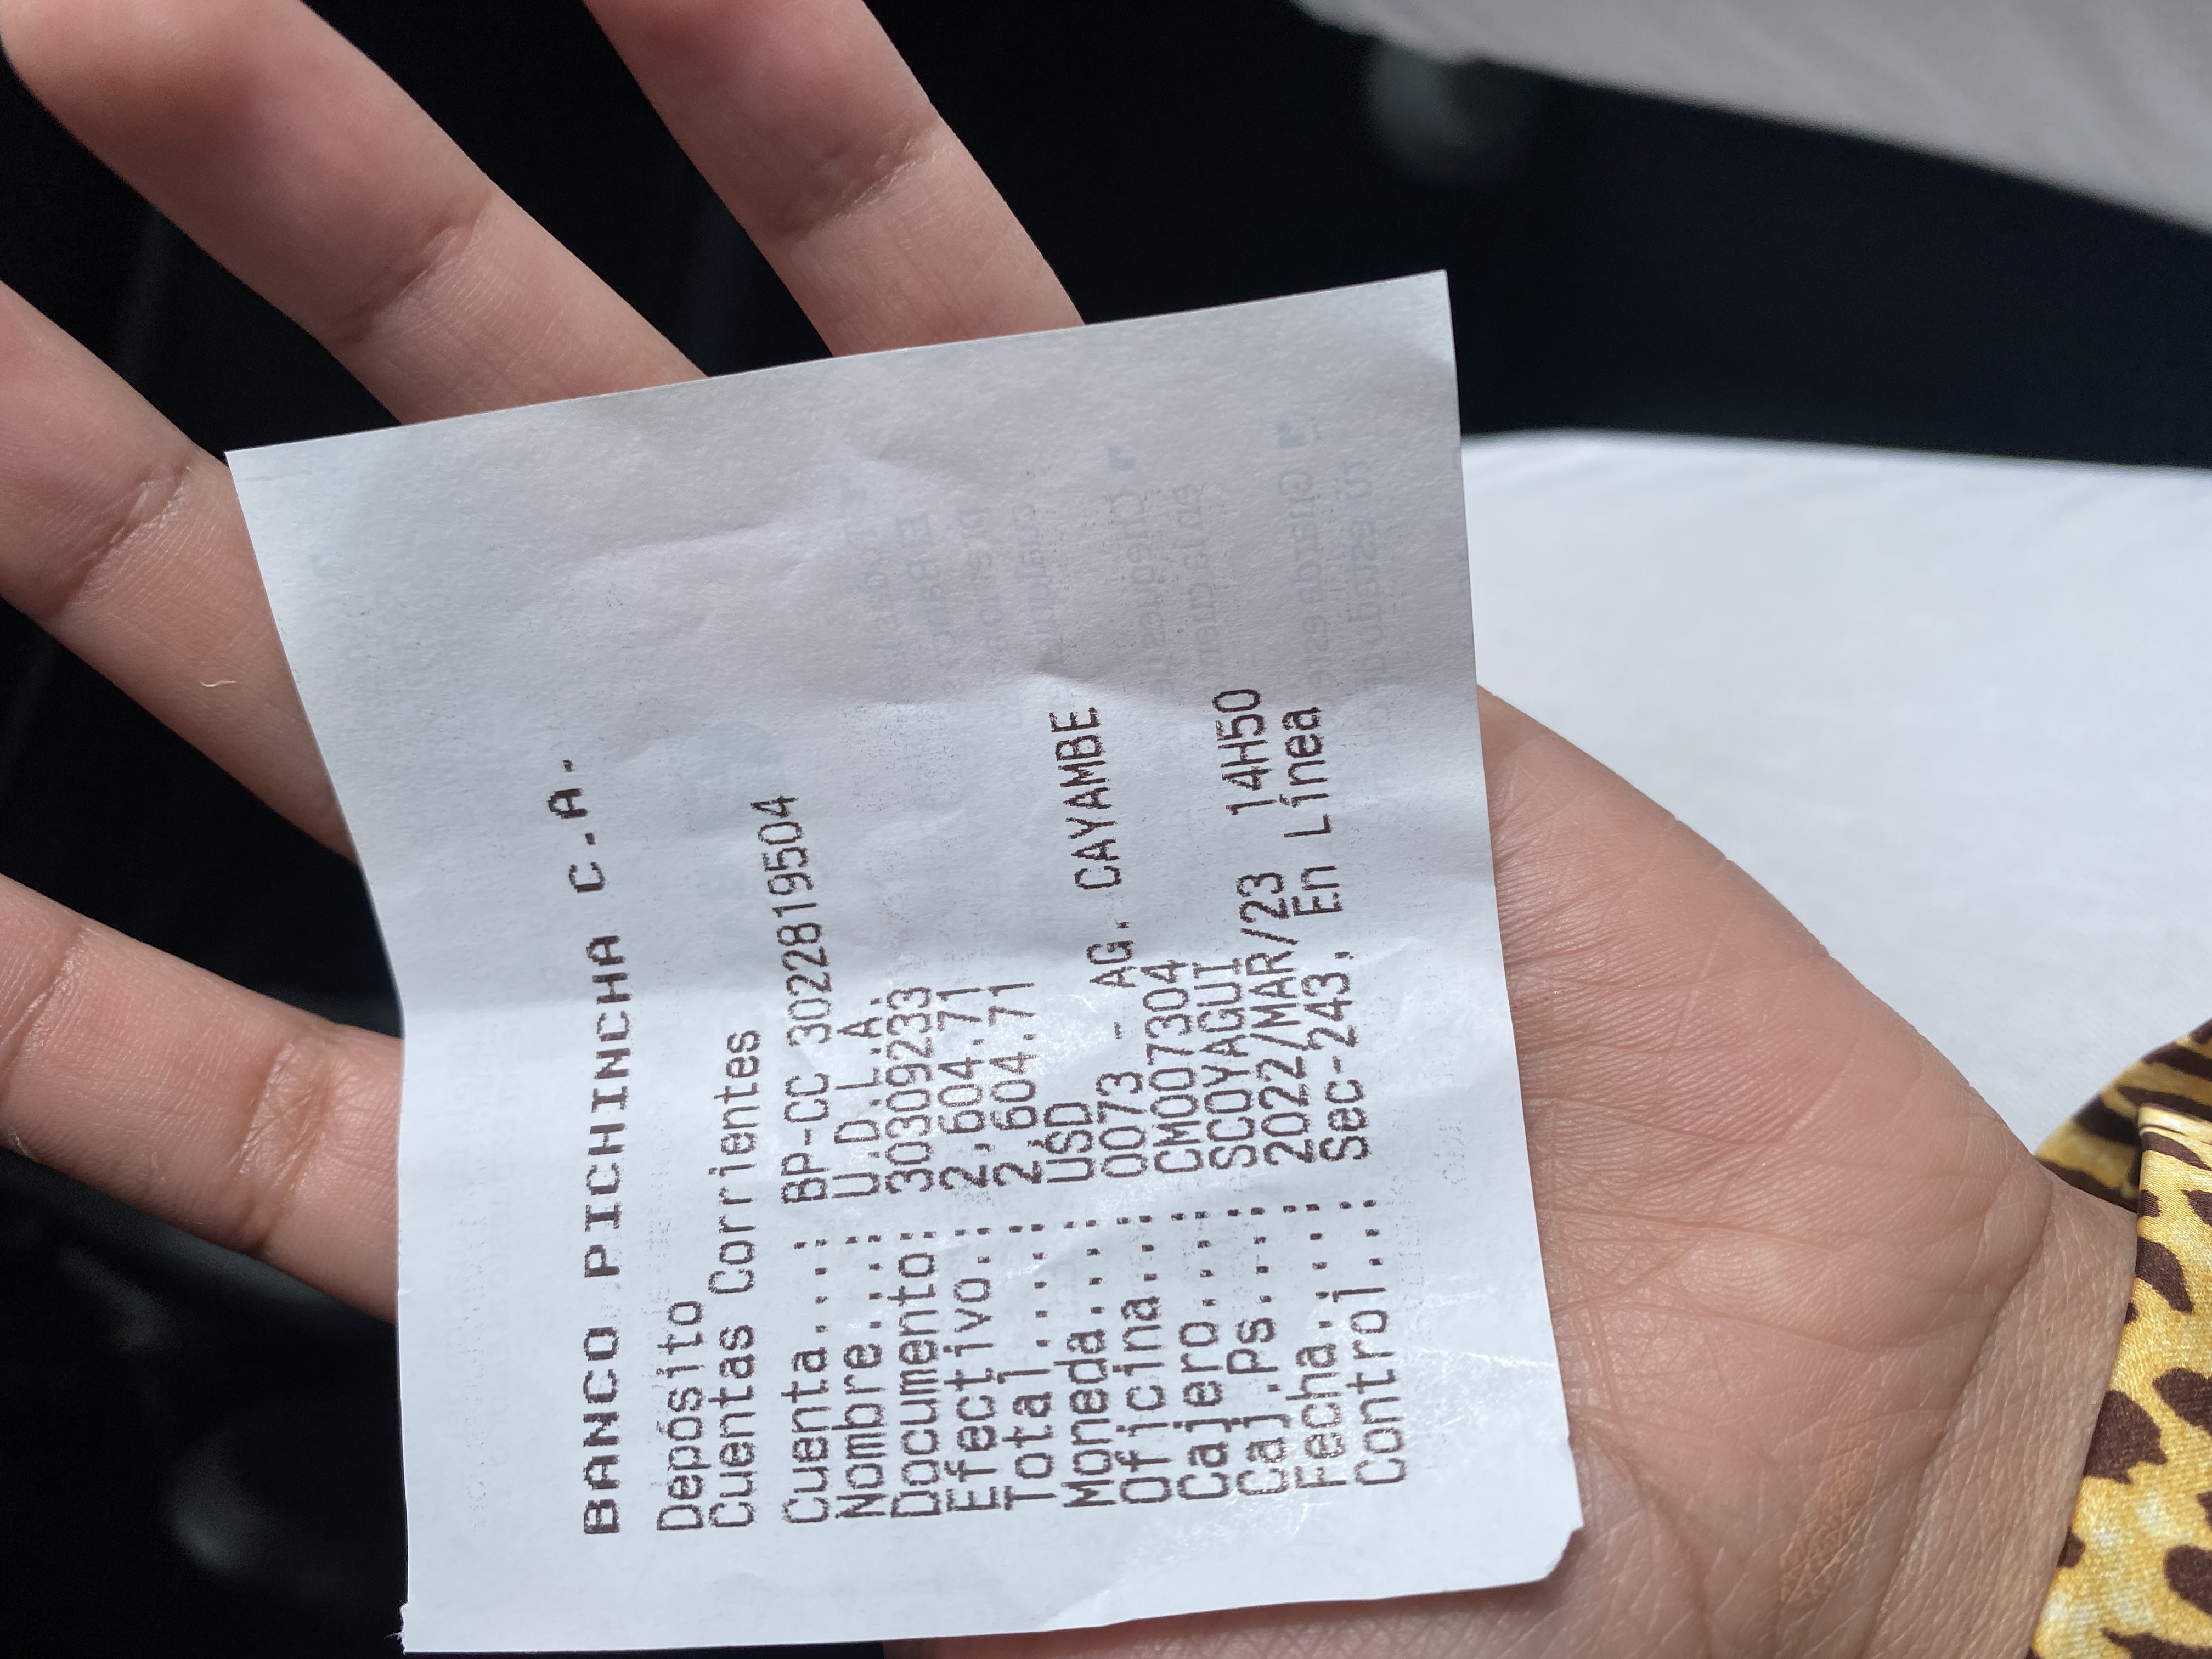 BANCO PICHINCHA C.A.
Depósito
Cuentas Corrientes
Cuenta....: BP-CC 3022819504
Nombre....: U.D.L.A.
Documento: 3030309233
Efectivo..: 2,604.71
Total.....: 2,604.71
Moneda....: USD
Oficina...: 0073 - AG. CAYAMBE
Cajero....: CM007304
Caj.Ps....: SCOYAGUI
Fecha.....: 2022/MAR/23 14H50
Control...: Sec-243, En Línea